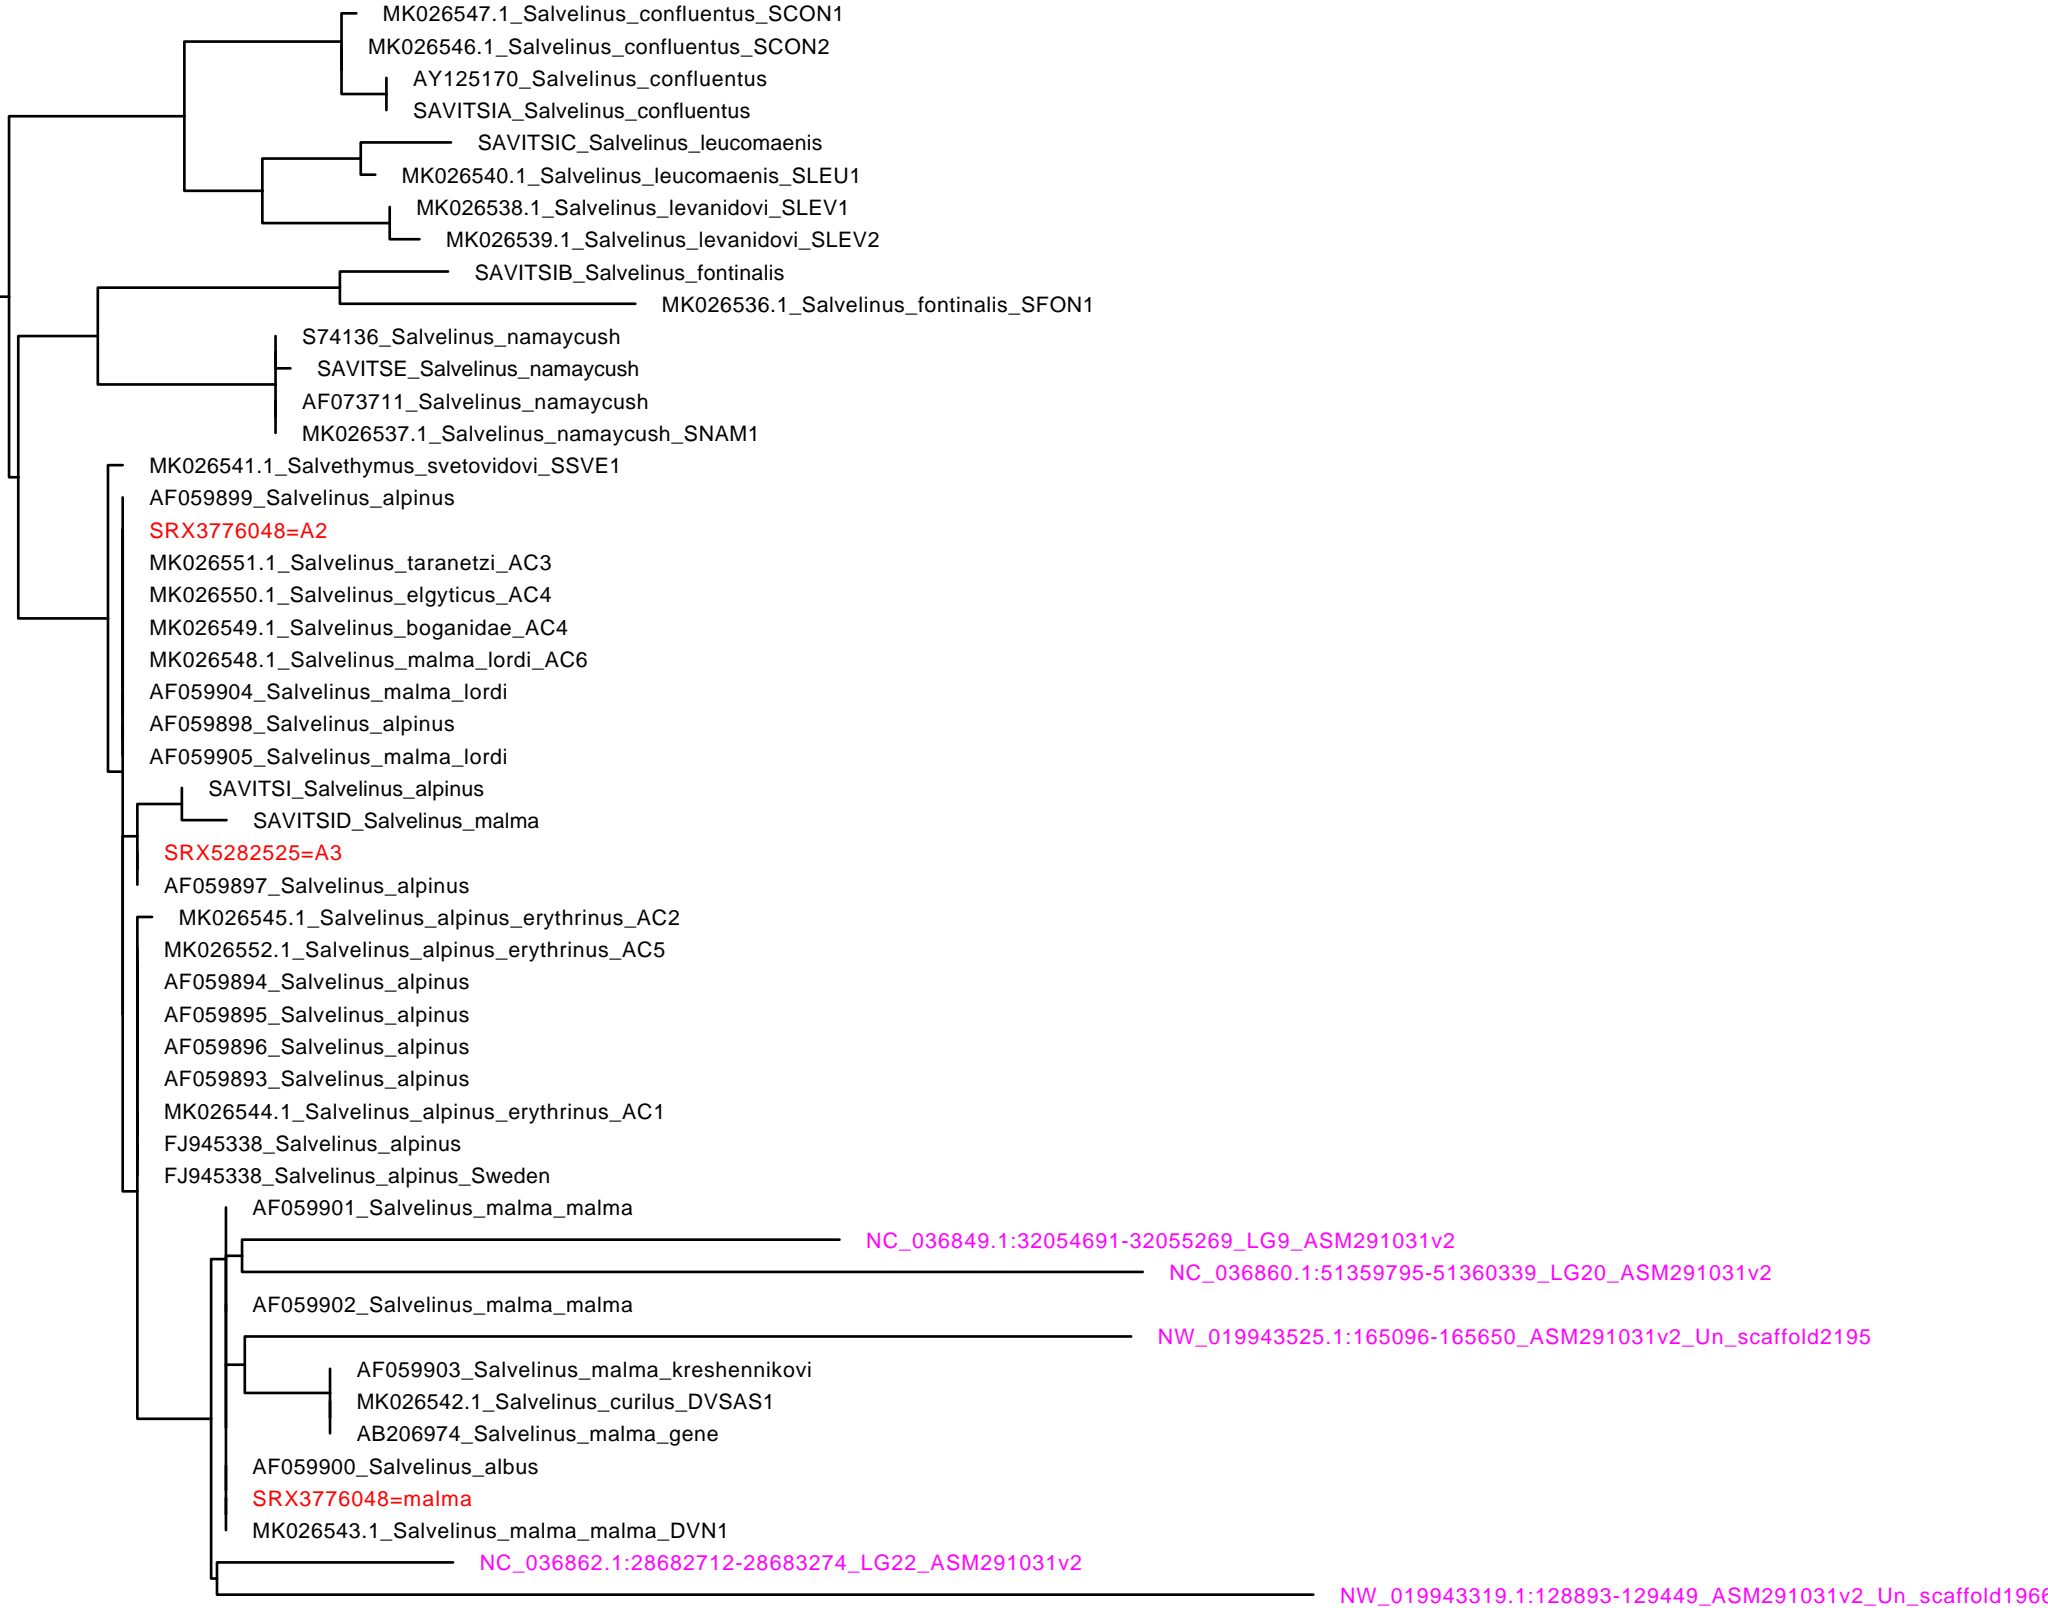 MK026547.1_Salvelinus_confluentus_SCON1
MK026546.1_Salvelinus_confluentus_SCON2
AY125170_Salvelinus_confluentus
SAVITSIA_Salvelinus_confluentus
SAVITSIC_Salvelinus_leucomaenis
MK026540.1_Salvelinus_leucomaenis_SLEU1
MK026538.1_Salvelinus_levanidovi_SLEV1
MK026539.1_Salvelinus_levanidovi_SLEV2
SAVITSIB_Salvelinus_fontinalis
MK026536.1_Salvelinus_fontinalis_SFON1
S74136_Salvelinus_namaycush
SAVITSE_Salvelinus_namaycush
AF073711_Salvelinus_namaycush
MK026537.1_Salvelinus_namaycush_SNAM1
MK026541.1_Salvethymus_svetovidovi_SSVE1
AF059899_Salvelinus_alpinus
SRX3776048=A2
MK026551.1_Salvelinus_taranetzi_AC3
MK026550.1_Salvelinus_elgyticus_AC4
MK026549.1_Salvelinus_boganidae_AC4
MK026548.1_Salvelinus_malma_lordi_AC6
AF059904_Salvelinus_malma_lordi
AF059898_Salvelinus_alpinus
AF059905_Salvelinus_malma_lordi
SAVITSI_Salvelinus_alpinus
SAVITSID_Salvelinus_malma
SRX5282525=A3
AF059897_Salvelinus_alpinus
MK026545.1_Salvelinus_alpinus_erythrinus_AC2
MK026552.1_Salvelinus_alpinus_erythrinus_AC5
AF059894_Salvelinus_alpinus
AF059895_Salvelinus_alpinus
AF059896_Salvelinus_alpinus
AF059893_Salvelinus_alpinus
MK026544.1_Salvelinus_alpinus_erythrinus_AC1
FJ945338_Salvelinus_alpinus
FJ945338_Salvelinus_alpinus_Sweden
AF059901_Salvelinus_malma_malma
NC_036849.1:32054691-32055269_LG9_ASM291031v2
NC_036860.1:51359795-51360339_LG20_ASM291031v2
AF059902_Salvelinus_malma_malma
NW_019943525.1:165096-165650_ASM291031v2_Un_scaffold2195
AF059903_Salvelinus_malma_kreshennikovi
MK026542.1_Salvelinus_curilus_DVSAS1
AB206974_Salvelinus_malma_gene
AF059900_Salvelinus_albus
SRX3776048=malma
MK026543.1_Salvelinus_malma_malma_DVN1
NC_036862.1:28682712-28683274_LG22_ASM291031v2
NW_019943319.1:128893-129449_ASM291031v2_Un_scaffold1966